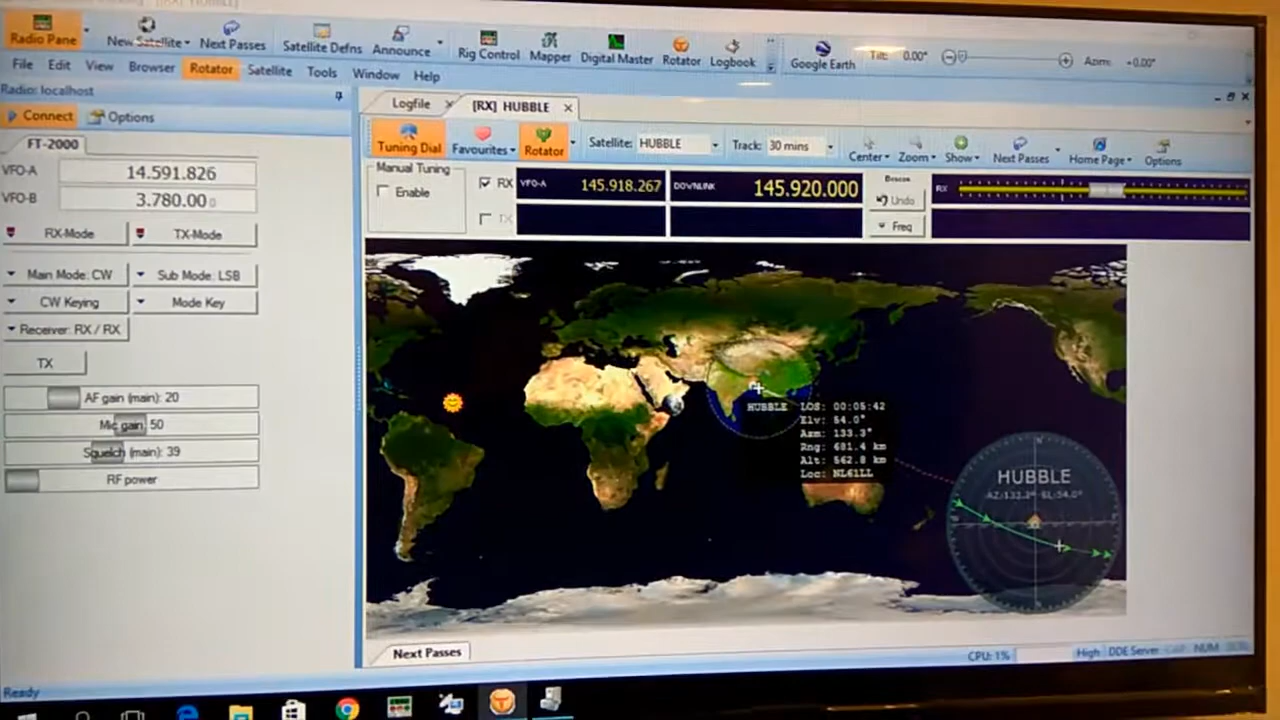 Radio Pane
New Satellite
Next Passes
Satellite Defns
Announce
Rig Control
Mapper
Digital Master
Rotator
Logbook
Google Earth
Tilt: 0.00°
Azm: +0.00°
File Edit View Browser Rotator Satellite Tools Window Help
Radio: localhost
Connect Options
FT-2000
VFO-A 14.591.826
VFO-B 3.780.000
RX-Mode TX-Mode
Main Mode: CW Sub Mode: LSB
CW Keying Mode Key
Receiver: RX / RX
TX
AF gain (main): 20
Mic gain: 50
Squelch (main): 39
RF power
Logfile [RX] HUBBLE
Tuning Dial Favourites Rotator Satellite: HUBBLE Track: 30 mins Center Zoom Show Next Passes Home Page Options
Manual Tuning
Enable
RX VFO-A 145.918.267 DOWNLINK 145.920.000
TX
Beacon
Undo
Freq
RX
HUBBLE
LOS: 00:05:42
Elv: 54.0°
Azm: 133.3°
Rng: 681.4 km
Alt: 562.8 km
Loc: NL61LL
HUBBLE
Next Passes
CPU: 1% High DDE Server CAP NUM
Ready